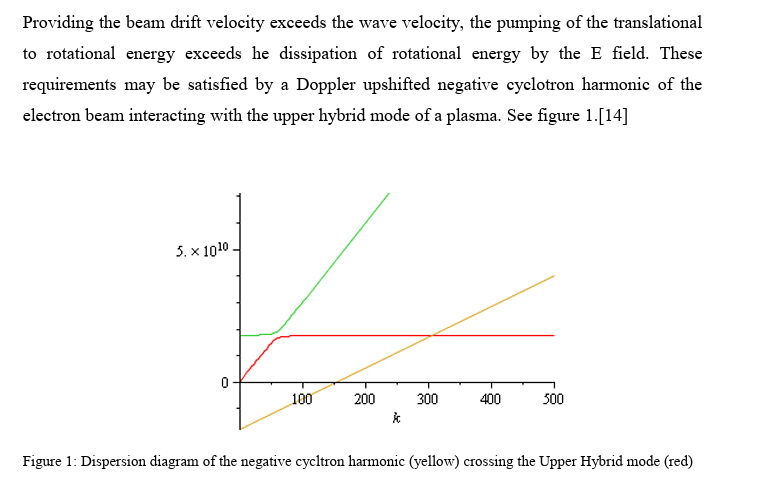 Providing the beam drift velocity exceeds the wave velocity, the pumping of the translational
to rotational energy exceeds he dissipation of rotational energy by the E field. These
requirements may be satisfied by a Doppler upshifted negative cyclotron harmonic of the
electron beam interacting with the upper hybrid mode of a plasma. See figure 1.[14]
5. × 10¹⁰
0
100 200 300 400 500
k
Figure 1: Dispersion diagram of the negative cycltron harmonic (yellow) crossing the Upper Hybrid mode (red)